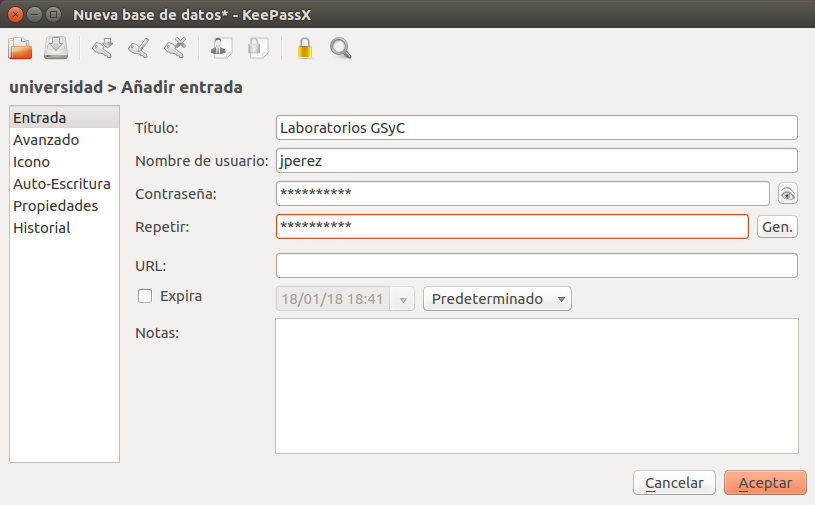 Nueva base de datos* - KeePassX
universidad > Añadir entrada
Entrada
Avanzado
Icono
Auto-Escritura
Propiedades
Historial
Título: Laboratorios GSyC
Nombre de usuario: jperez
Contraseña: **********
Repetir: ********** Gen.
URL:
Expira 18/01/18 18:41 Predeterminado
Notas:
Cancelar Aceptar